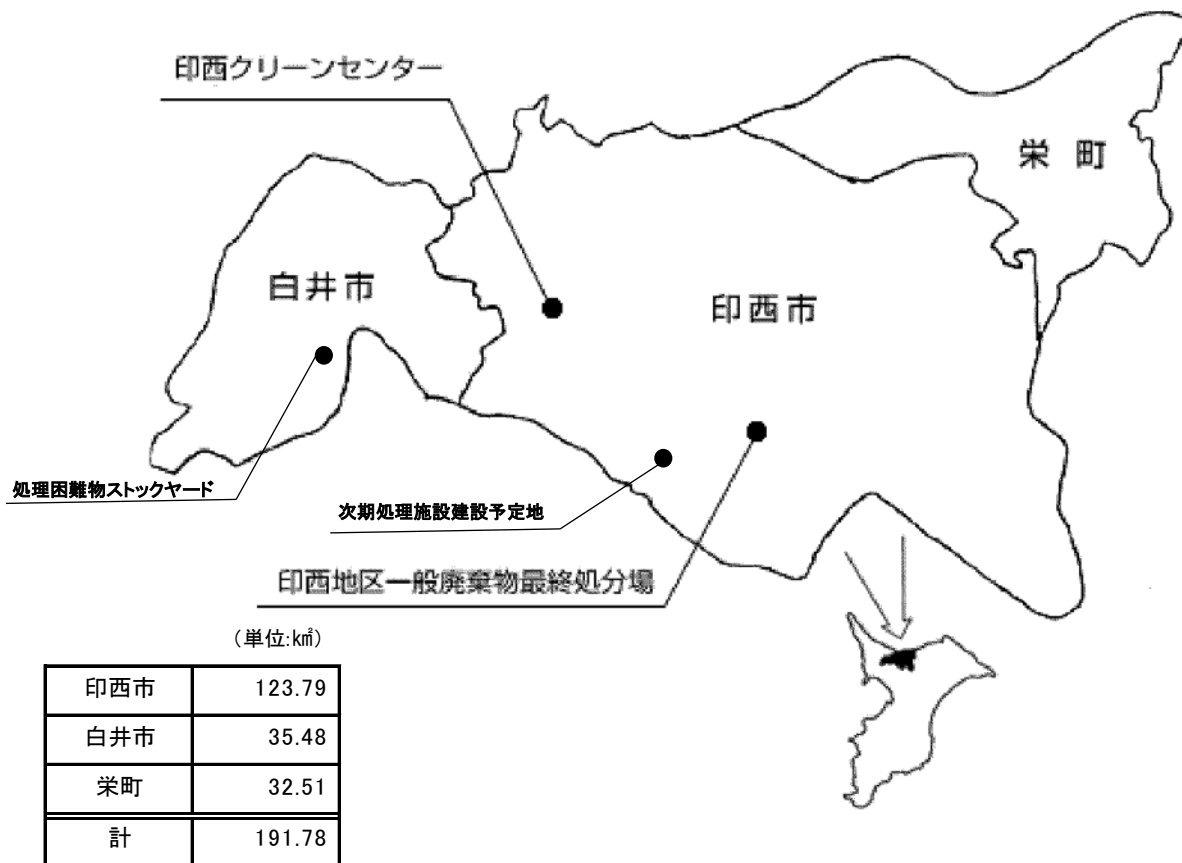 印西クリーンセンター
栄町
白井市
印西市
処理困難物ストックヤード
次期処理施設建設予定地
印西地区一般廃棄物最終処分場
(単位:㎢)
印西市 123.79
白井市 35.48
栄町 32.51
計 191.78